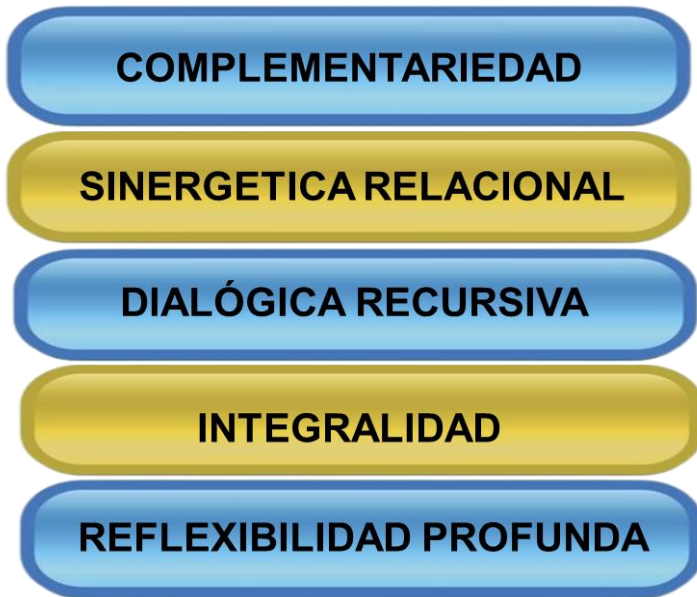 COMPLEMENTARIEDAD
SINERGETICA RELACIONAL
DIALÓGICA RECURSIVA
INTEGRALIDAD
REFLEXIBILIDAD PROFUNDA